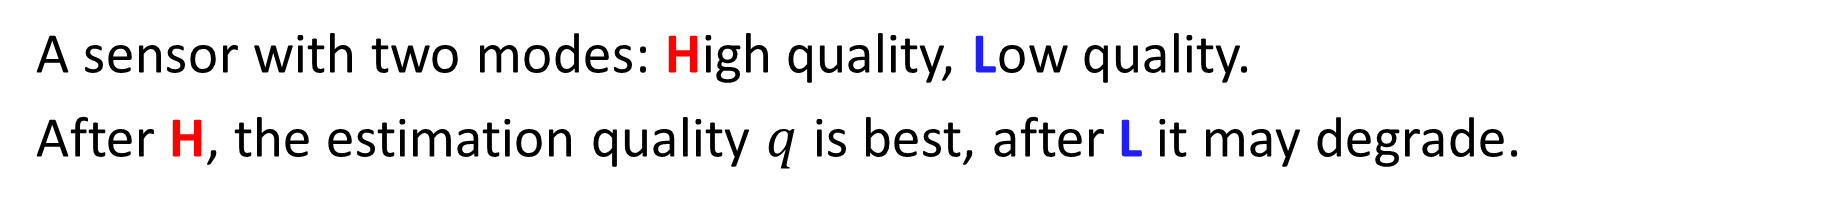 A sensor with two modes: High quality, Low quality.
After H, the estimation quality q is best, after L it may degrade.